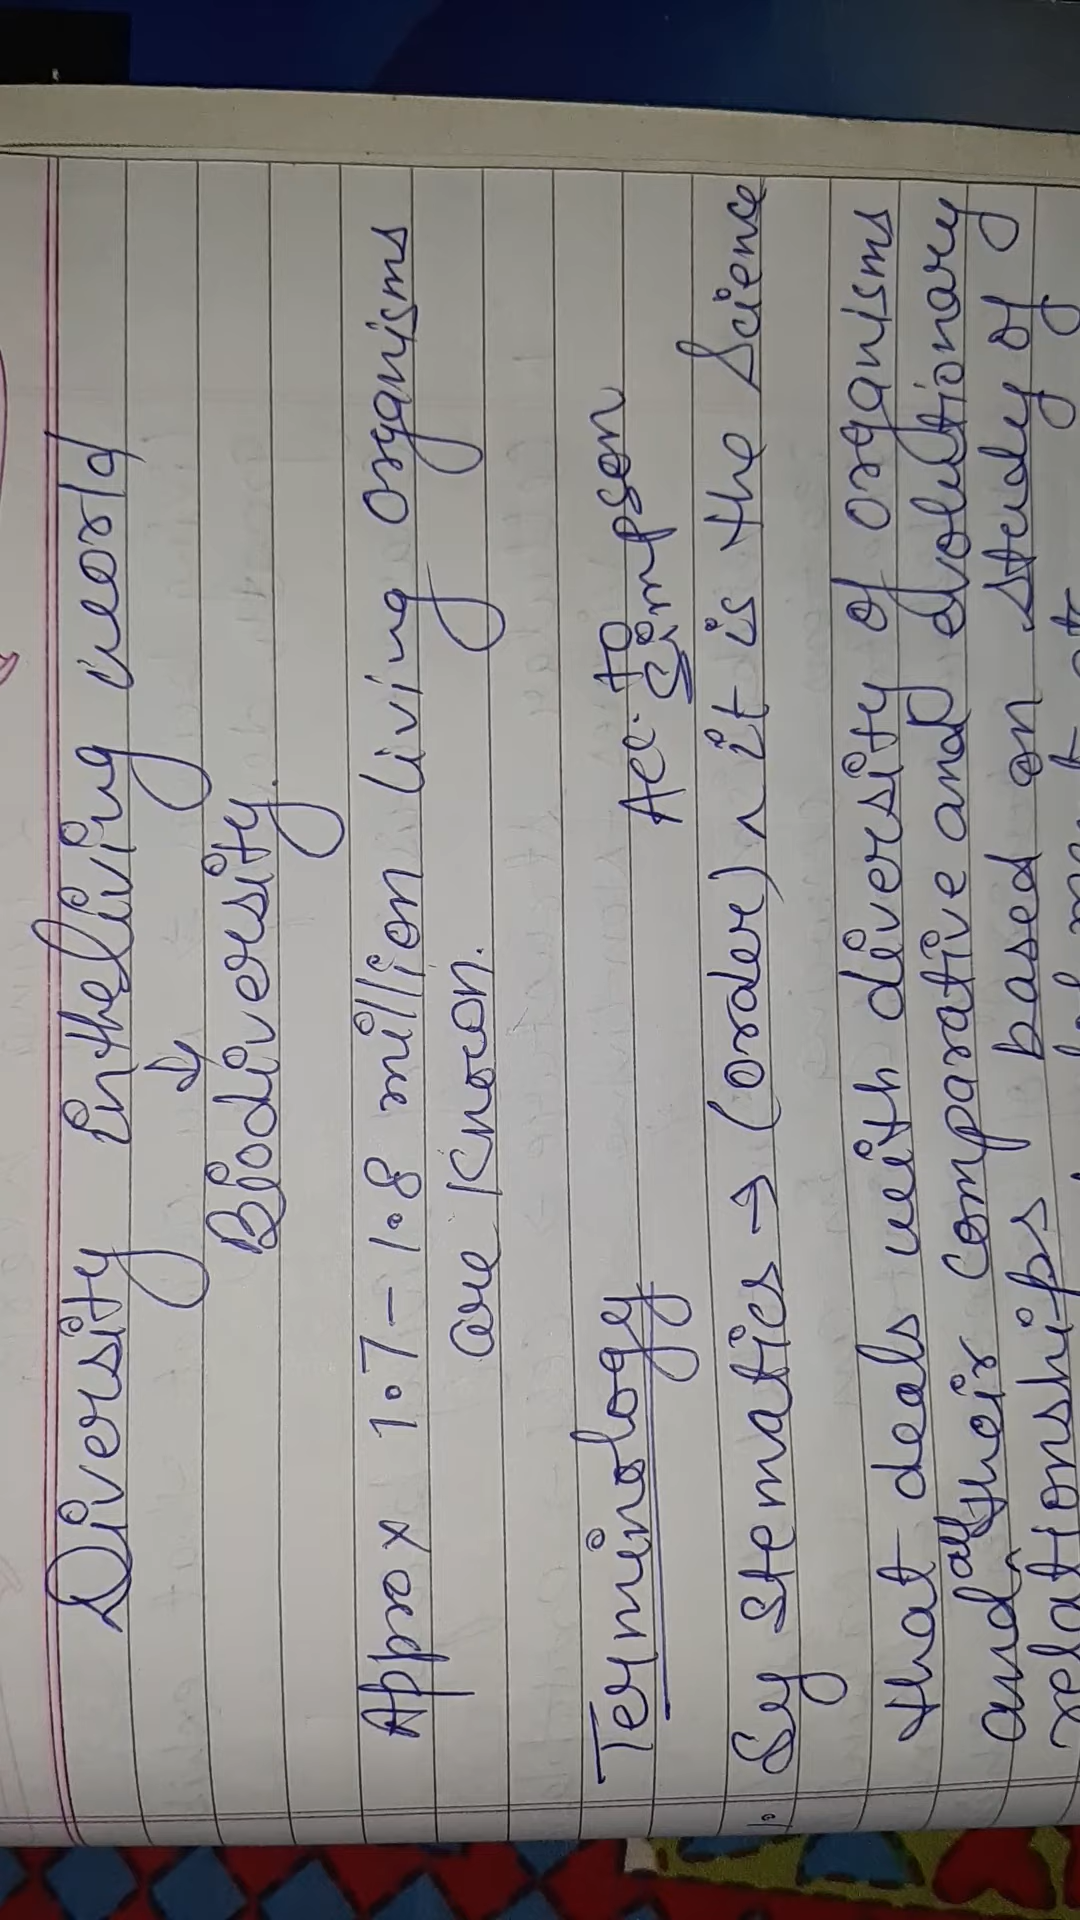 Diversity in the living world
↓
Biodiversity
Approx 1.7 - 1.8 million living organisms
are known.
Terminology
Acc. to
Simpson
1. Systematics → (order) ^ it is the science
that deals with diversity of organisms
and all their comparative and evolutionary
relationships based on study of